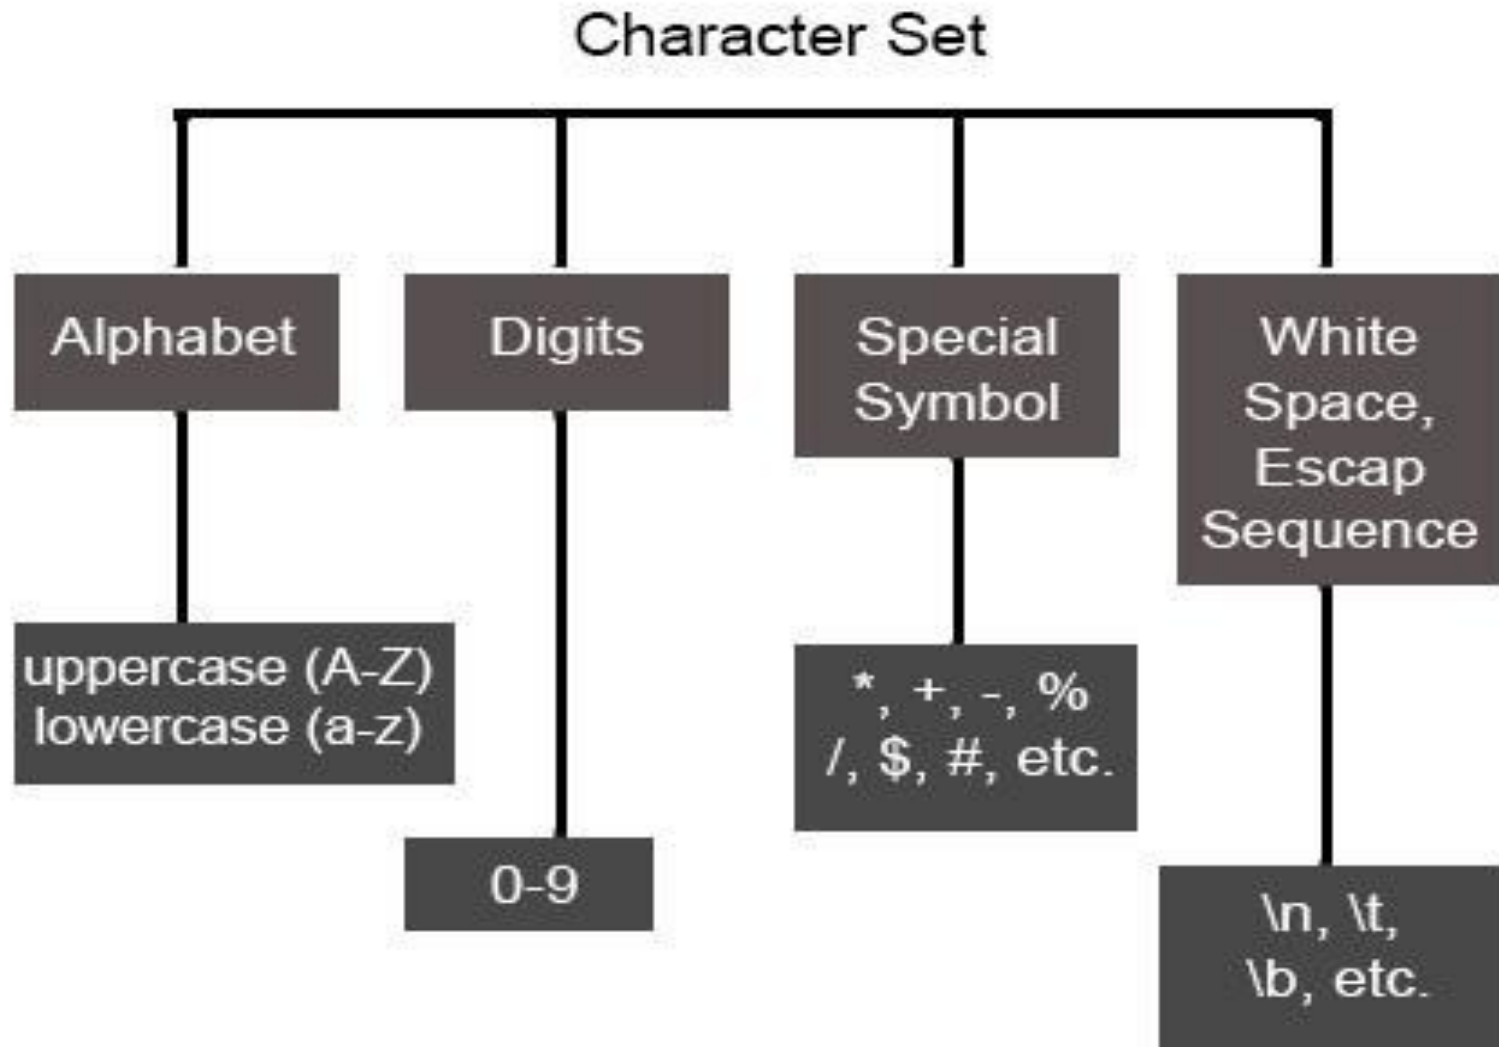 Character Set
Alphabet
Digits
Special
Symbol
White
Space,
Escap
Sequence
uppercase (A-Z)
lowercase (a-z)
0-9
*, +, -, %
/, $, #, etc.
\n, \t,
\b, etc.